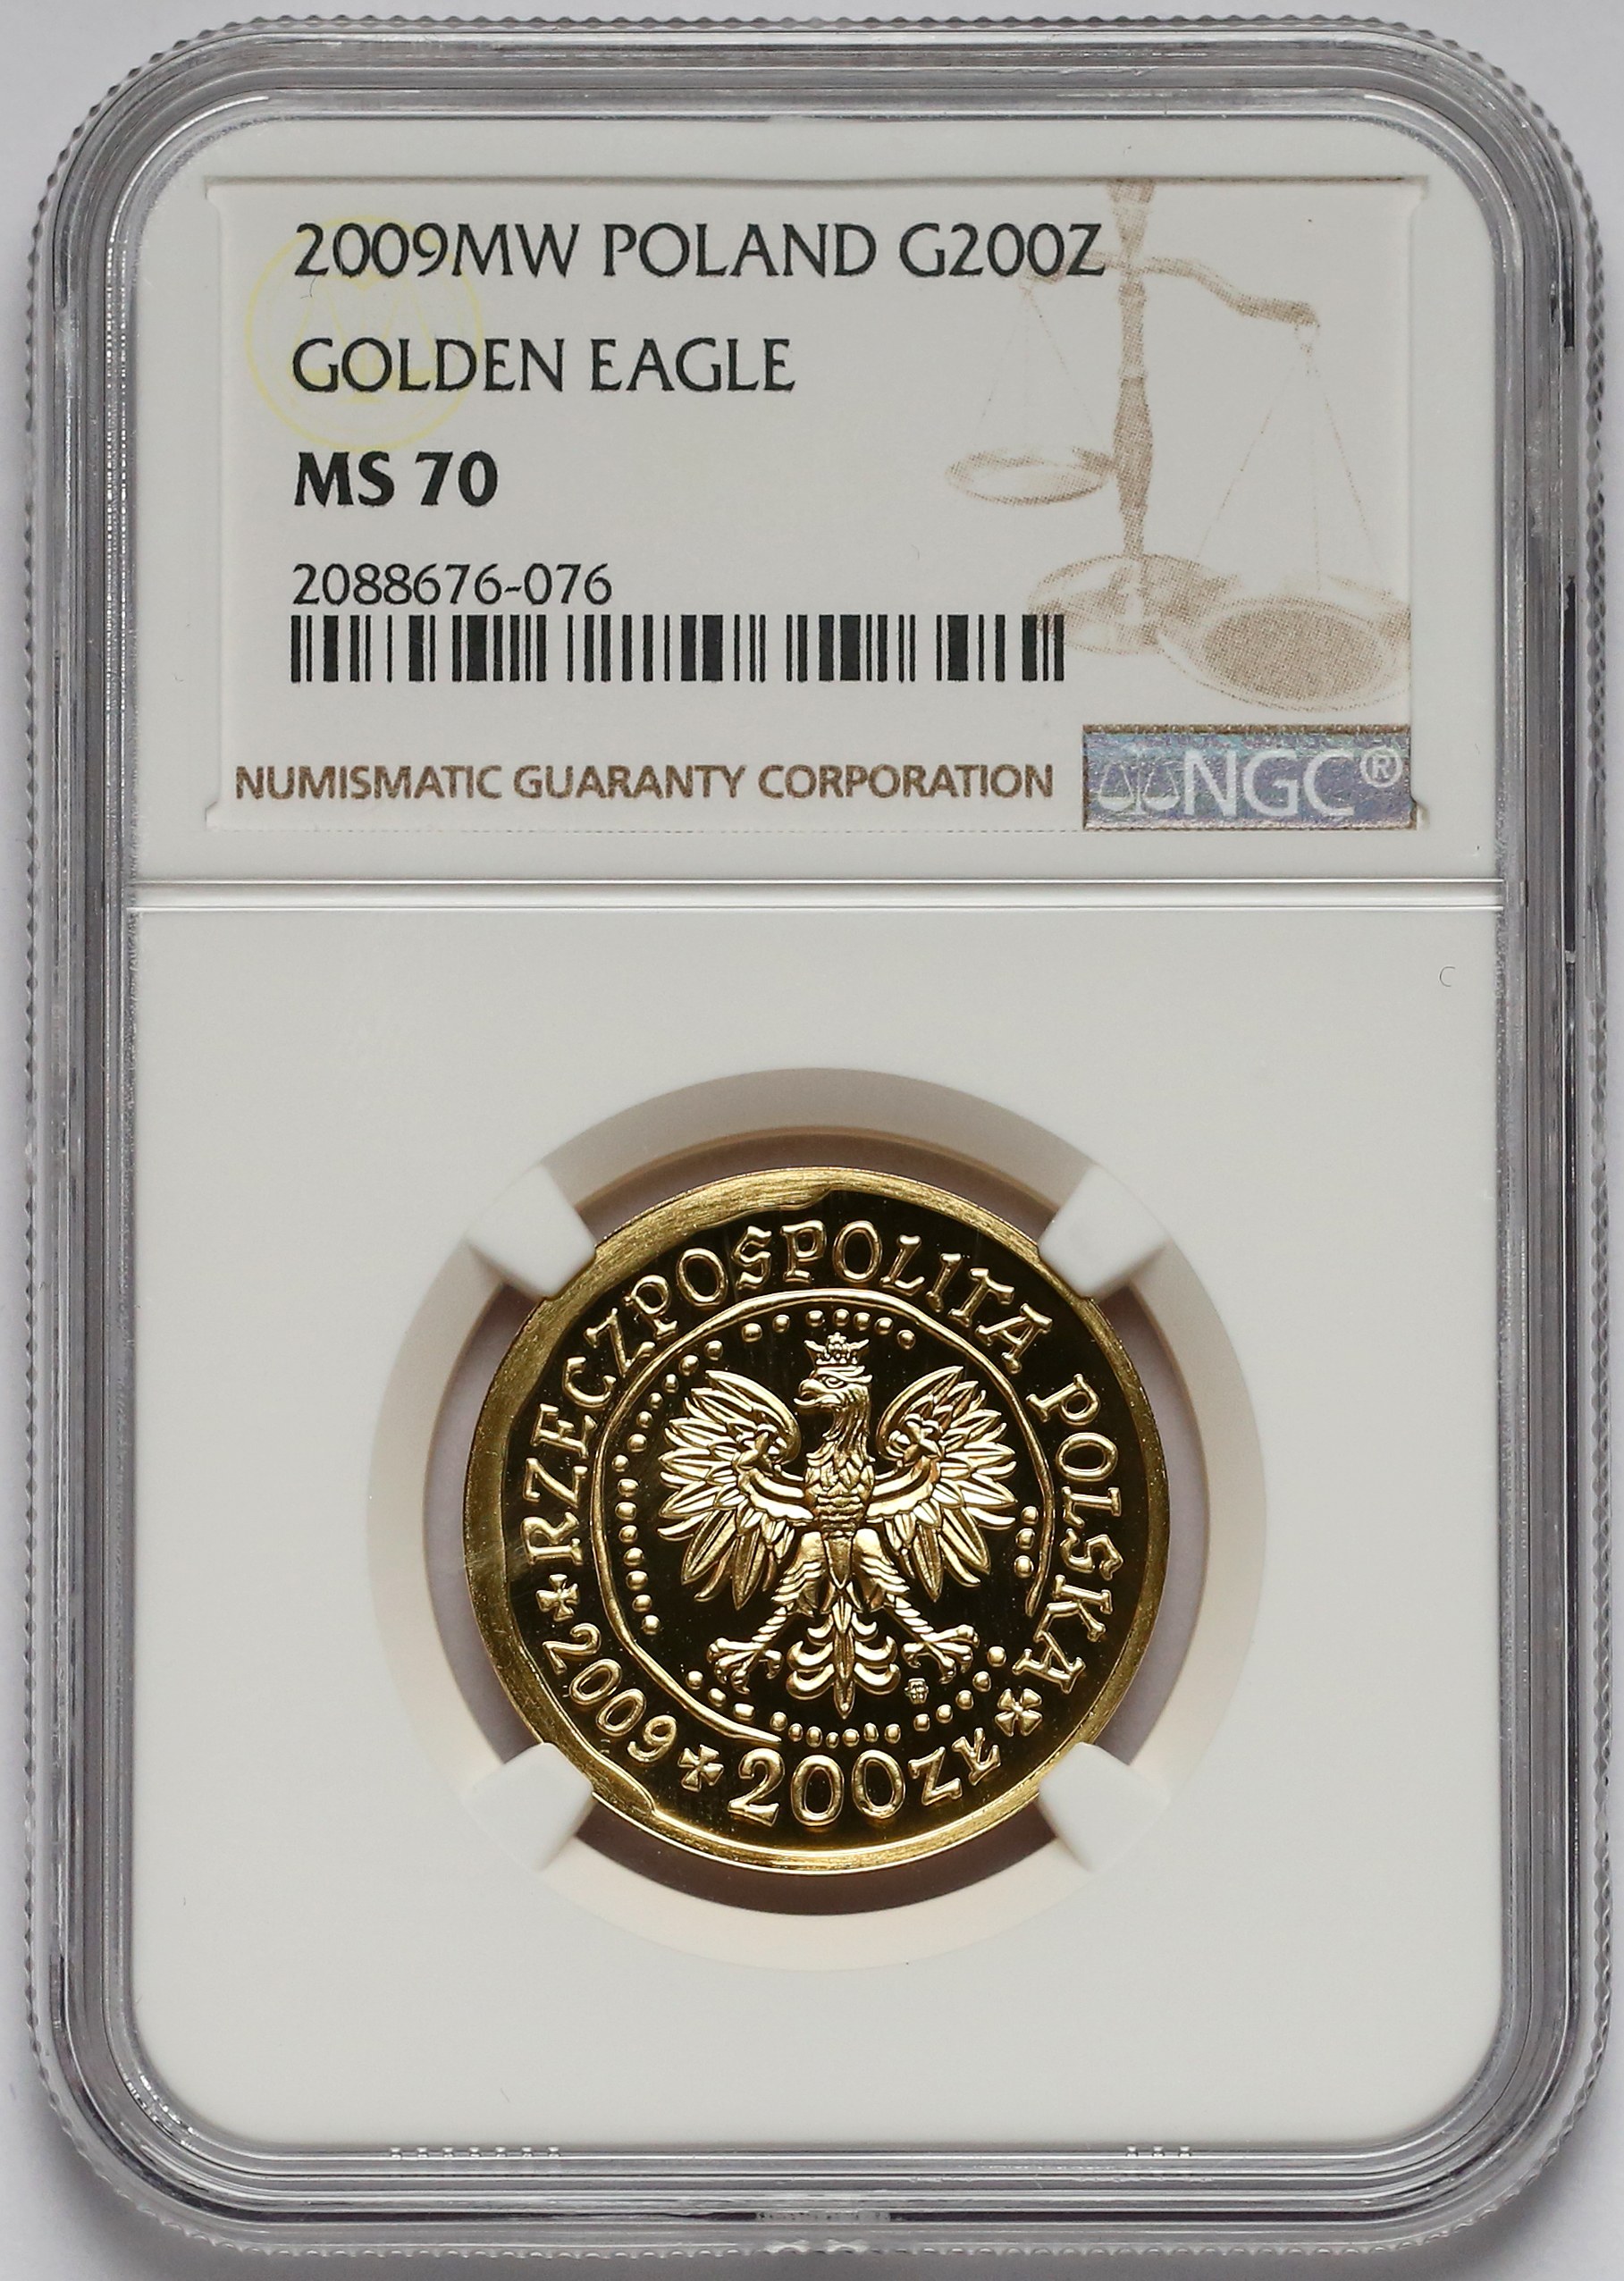 2009MW POLAND G200Z
GOLDEN EAGLE
MS 70
2088676-076
NUMISMATIC GUARANTY CORPORATION
NGC®
RZECZPOSPOLITA POLSKA
2009
200ZŁ